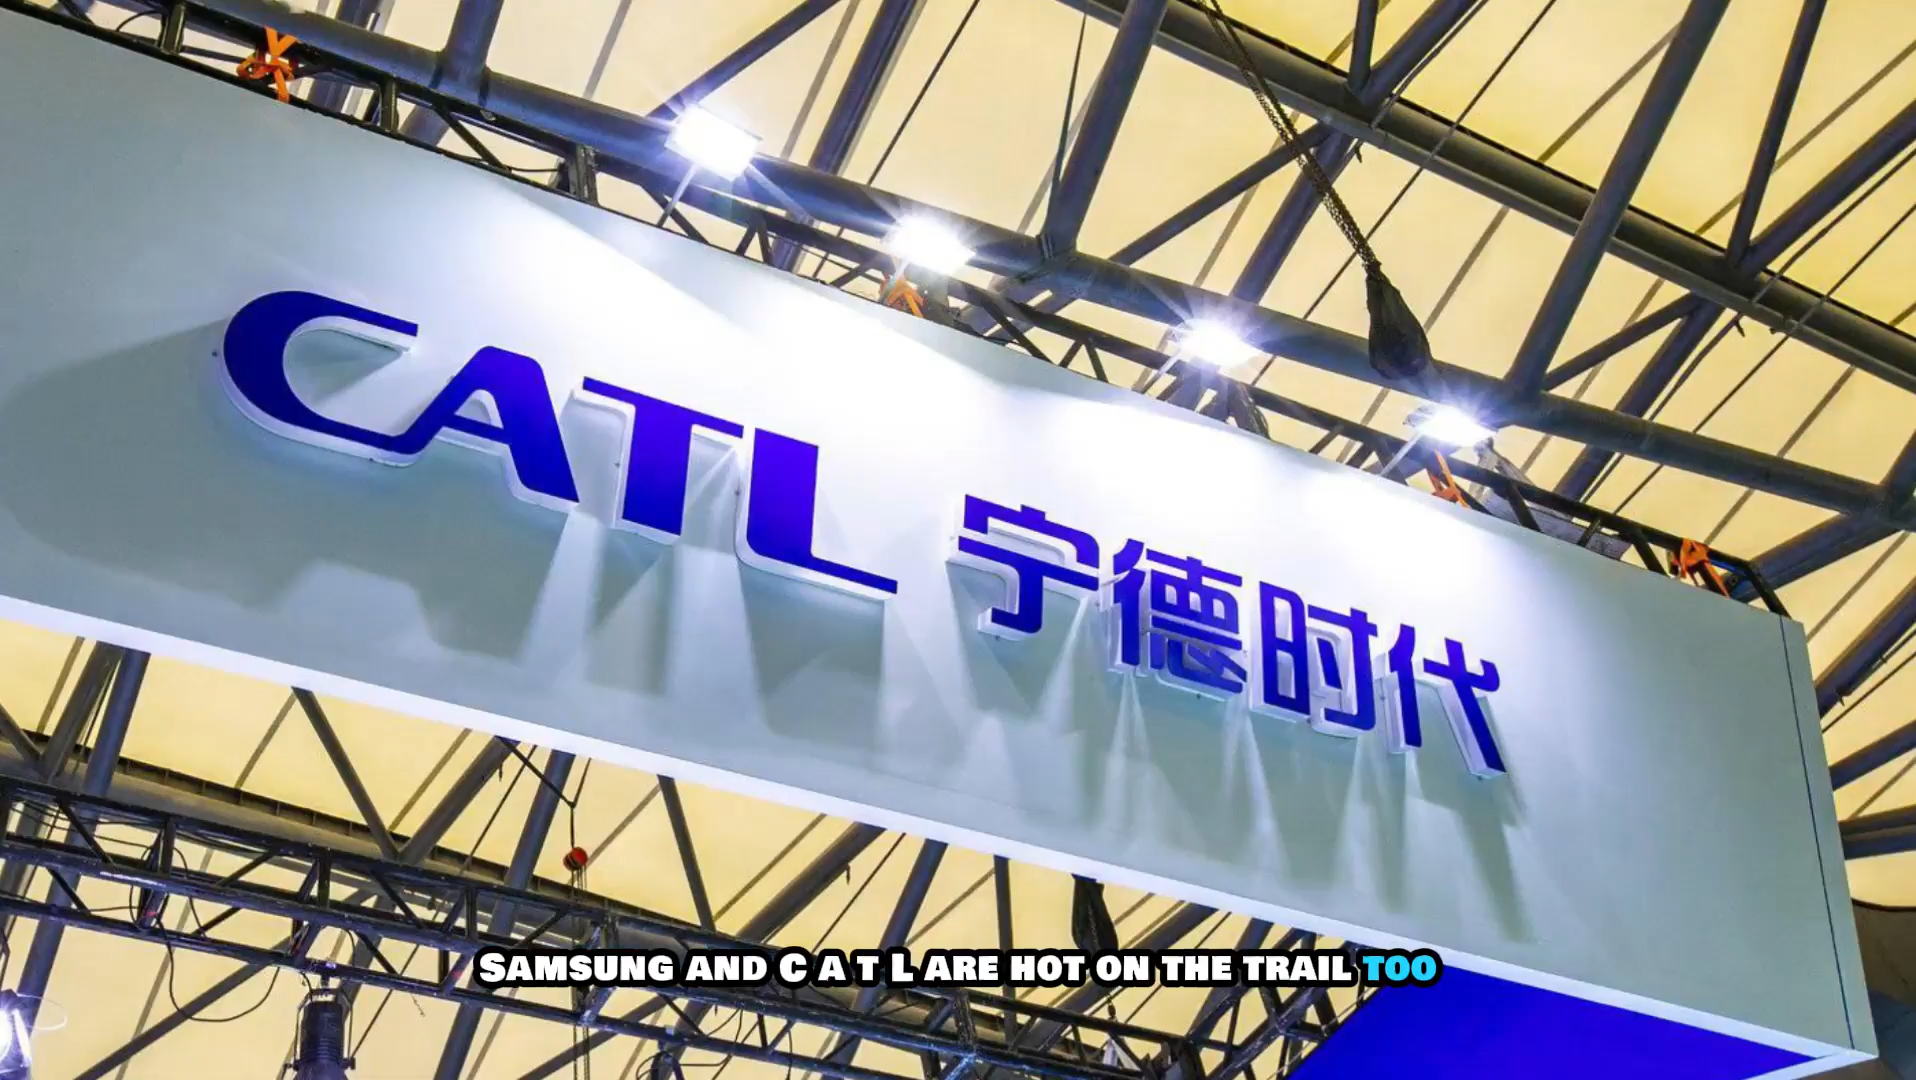 CATL 宁德时代
Samsung and C a t L are hot on the trail too